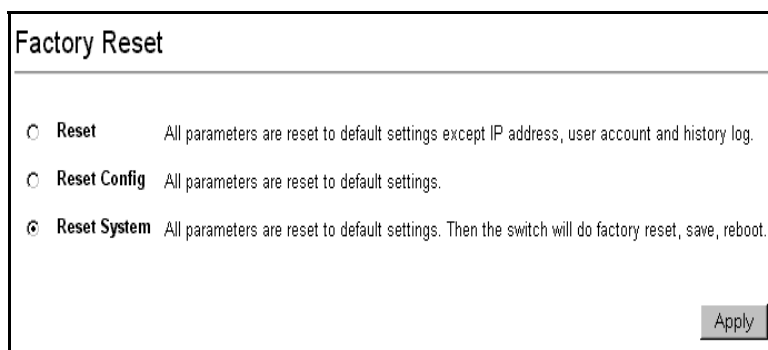 Factory Reset
Reset All parameters are reset to default settings except IP address, user account and history log.
Reset Config All parameters are reset to default settings.
Reset System All parameters are reset to default settings. Then the switch will do factory reset, save, reboot.
Apply